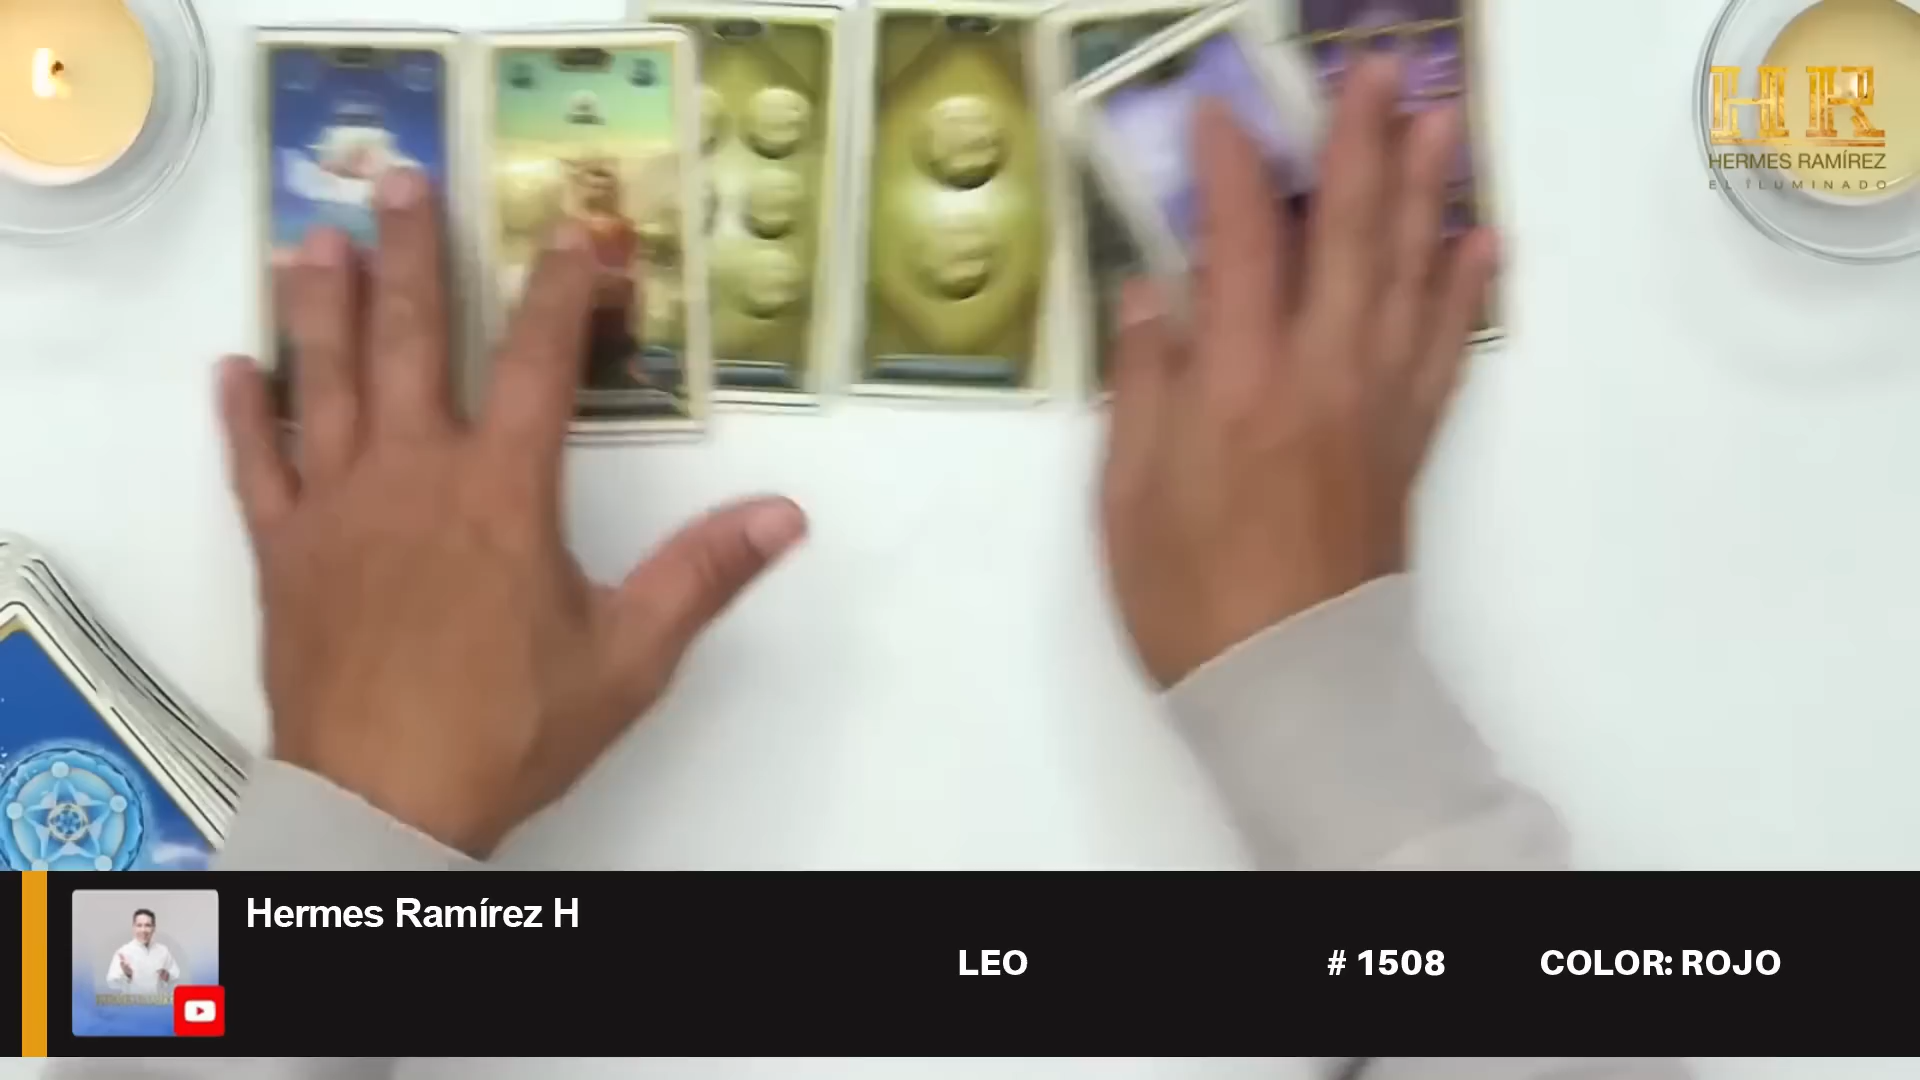 HR
HERMES RAMÍREZ
EL ILUMINADO
Hermes Ramírez H
LEO # 1508 COLOR: ROJO